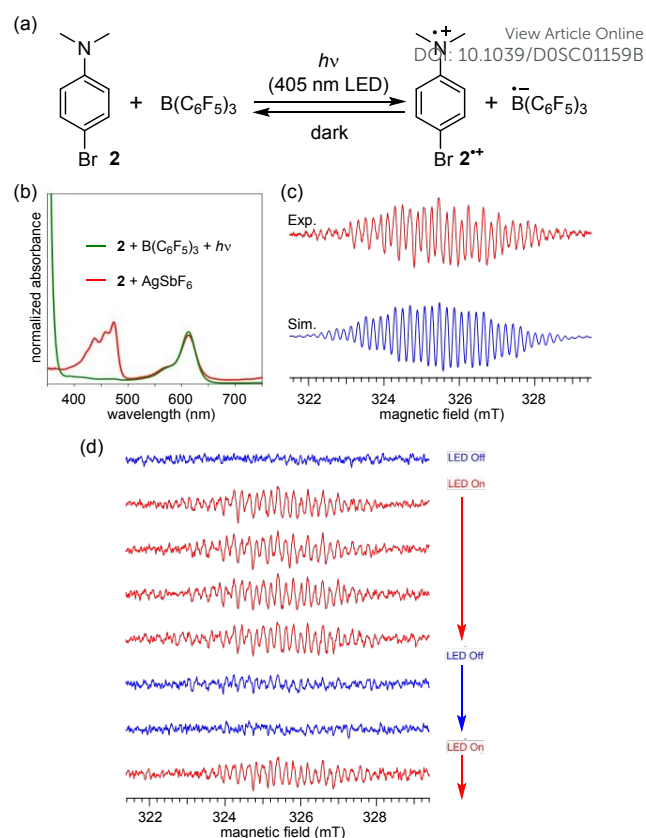 (a)
View Article Online
DOI: 10.1039/D0SC01159B
N
+ B(C6F5)3
hν
(405 nm LED)
dark
•+
N
+
•–
B(C6F5)3
Br 2
Br 2•+
(b)
normalized absorbance
2 + B(C6F5)3 + hν
2 + AgSbF6
400 500 600 700
wavelength (nm)
(c)
Exp.
Sim.
322 324 326 328
magnetic field (mT)
(d)
LED Off
LED On
LED Off
LED On
322 324 326 328
magnetic field (mT)